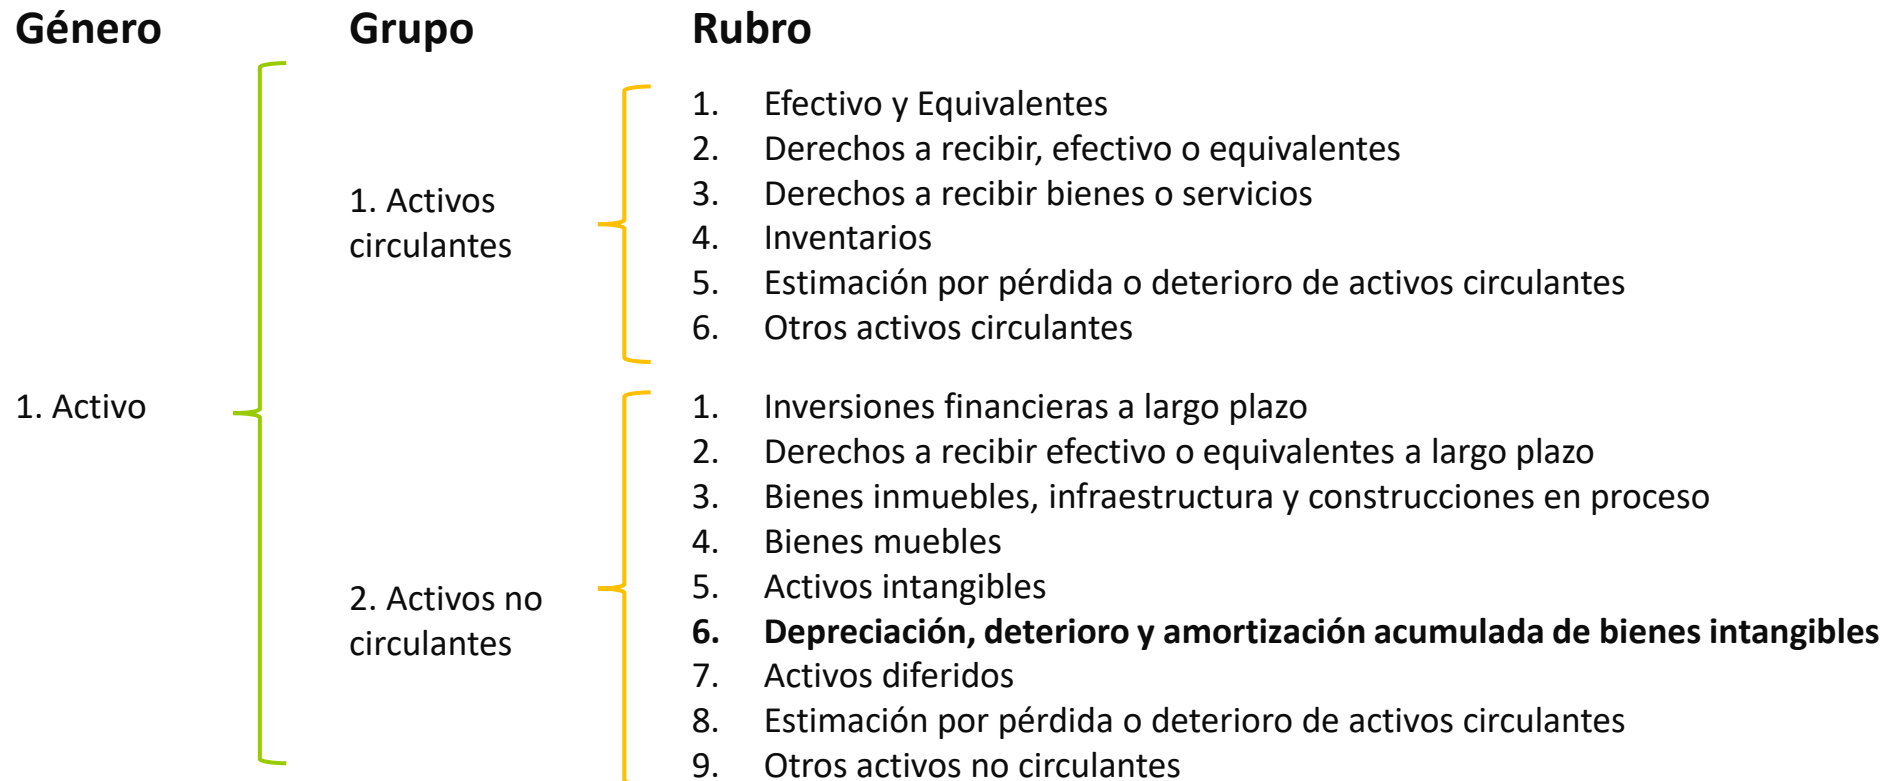 Género Grupo Rubro
1. Efectivo y Equivalentes
2. Derechos a recibir, efectivo o equivalentes
3. Derechos a recibir bienes o servicios
4. Inventarios
5. Estimación por pérdida o deterioro de activos circulantes
6. Otros activos circulantes
1. Activos
circulantes
1. Activo
1. Inversiones financieras a largo plazo
2. Derechos a recibir efectivo o equivalentes a largo plazo
3. Bienes inmuebles, infraestructura y construcciones en proceso
4. Bienes muebles
5. Activos intangibles
6. Depreciación, deterioro y amortización acumulada de bienes intangibles
7. Activos diferidos
8. Estimación por pérdida o deterioro de activos circulantes
9. Otros activos no circulantes
2. Activos no
circulantes